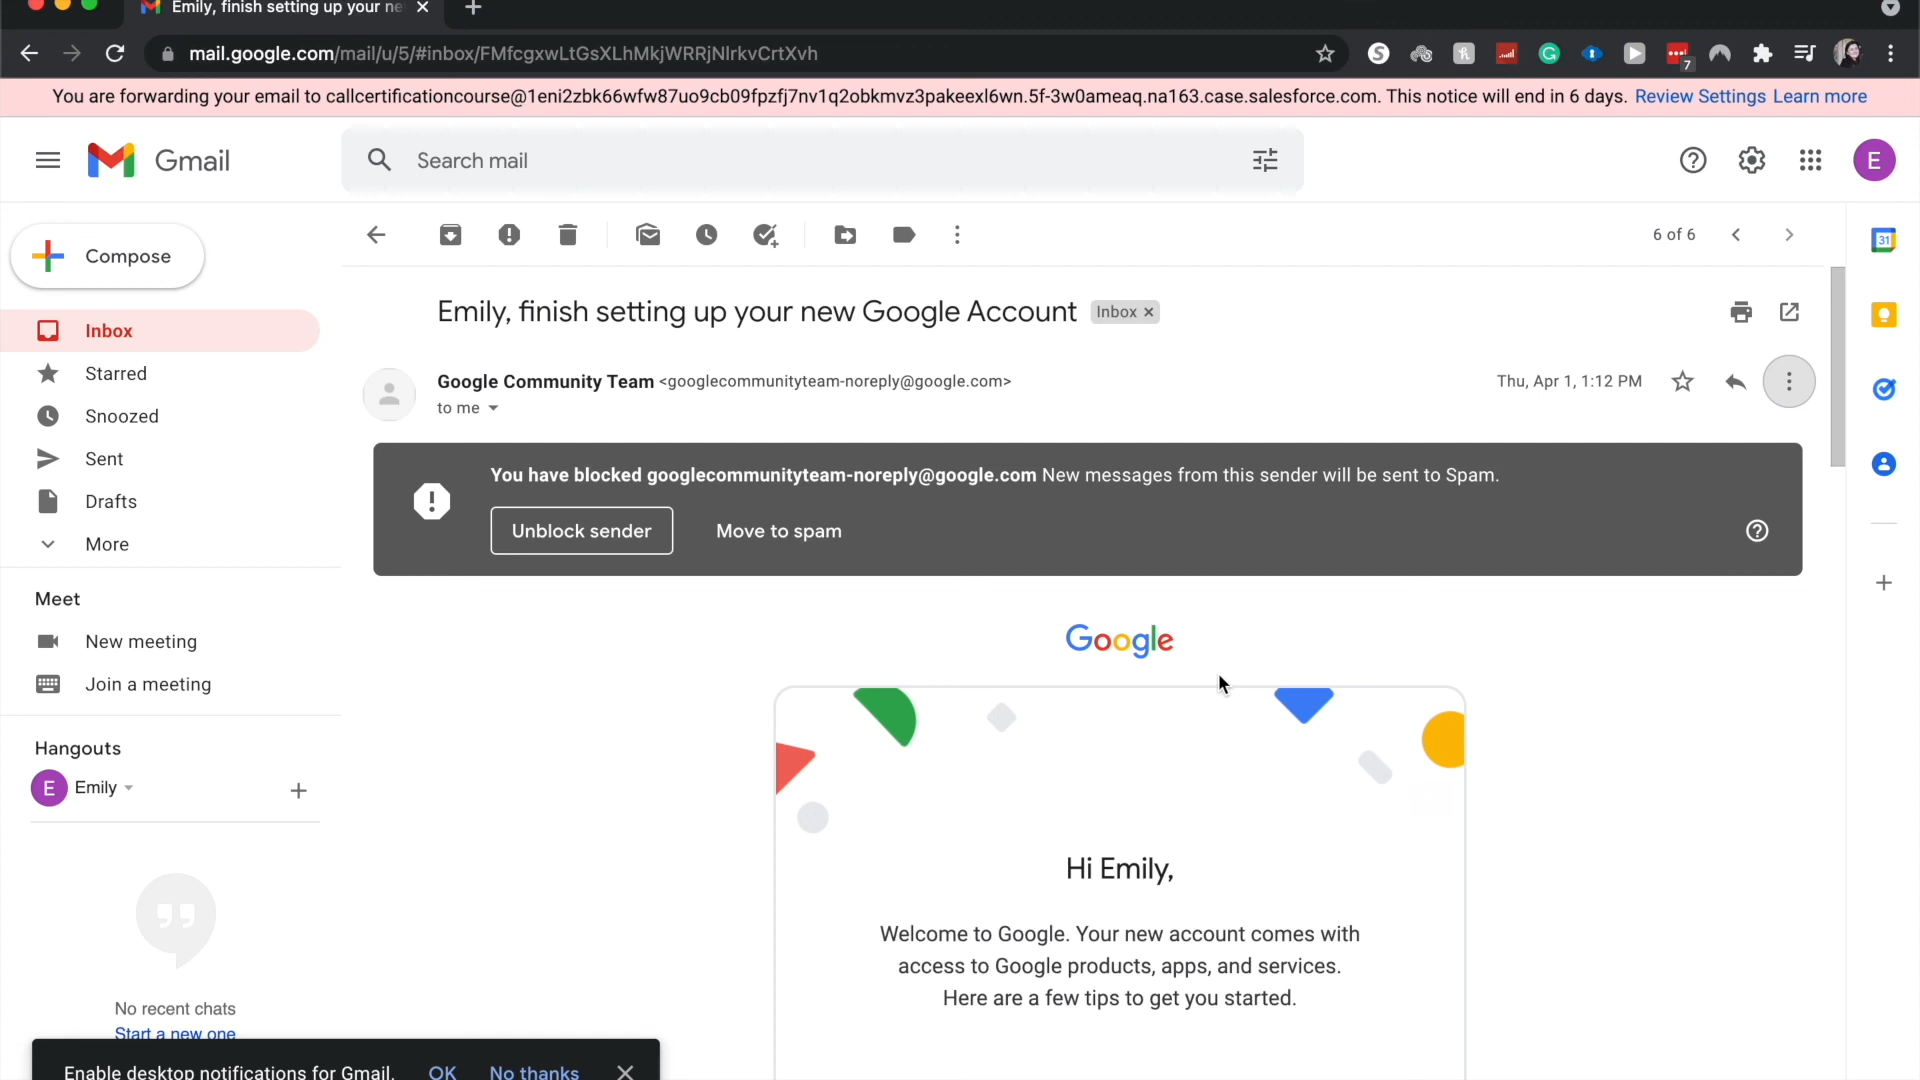 Emily, finish setting up your ne
mail.google.com/mail/u/5/#inbox/FMfcgxwLtGsXLhMkjWRRjNlrkvCrtXvh
7
You are forwarding your email to callcertificationcourse@1eni2zbk66wfw87uo9cb09fpzfj7nv1q2obkmvz3pakeexl6wn.5f-3w0ameaq.na163.case.salesforce.com. This notice will end in 6 days. Review Settings Learn more
Gmail
Search mail
E
Compose
6 of 6
31
Inbox
Starred
Snoozed
Sent
Drafts
More
Meet
New meeting
Join a meeting
Hangouts
E Emily
No recent chats
Start a new one
Emily, finish setting up your new Google Account Inbox ×
Google Community Team <googlecommunityteam-noreply@google.com>
Thu, Apr 1, 1:12 PM
to me
You have blocked googlecommunityteam-noreply@google.com New messages from this sender will be sent to Spam.
Unblock sender Move to spam
Google
Hi Emily,
Welcome to Google. Your new account comes with
access to Google products, apps, and services.
Here are a few tips to get you started.
Enable desktop notifications for Gmail. OK No thanks